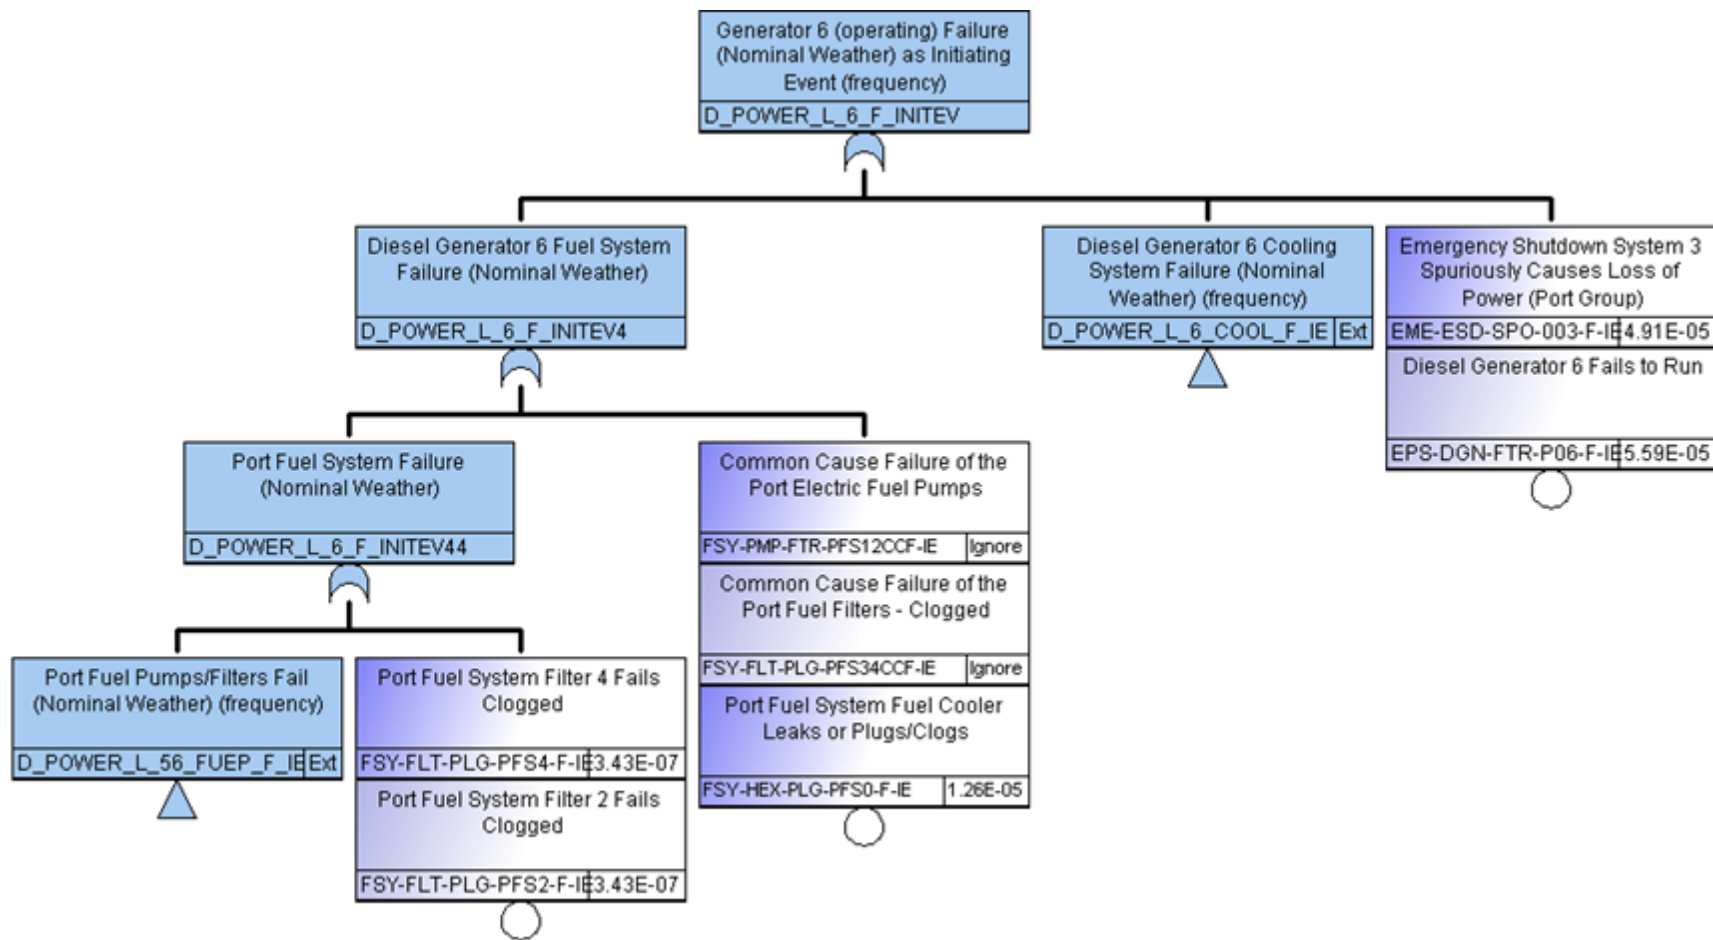 Generator 6 (operating) Failure
(Nominal Weather) as Initiating
Event (frequency)
D_POWER_L_6_F_INITEV
Diesel Generator 6 Fuel System
Failure (Nominal Weather)
D_POWER_L_6_F_INITEV4
Diesel Generator 6 Cooling
System Failure (Nominal
Weather) (frequency)
D_POWER_L_6_COOL_F_IE Ext
Emergency Shutdown System 3
Spuriously Causes Loss of
Power (Port Group)
EME-ESD-SPO-003-F-IE 4.91E-05
Diesel Generator 6 Fails to Run
EPS-DGN-FTR-P06-F-IE 5.59E-05
Port Fuel System Failure
(Nominal Weather)
D_POWER_L_6_F_INITEV44
Common Cause Failure of the
Port Electric Fuel Pumps
FSY-PMP-FTR-PFS12CCF-IE Ignore
Common Cause Failure of the
Port Fuel Filters - Clogged
FSY-FLT-PLG-PFS34CCF-IE Ignore
Port Fuel System Fuel Cooler
Leaks or Plugs/Clogs
FSY-HEX-PLG-PFS0-F-IE 1.26E-05
Port Fuel Pumps/Filters Fail
(Nominal Weather) (frequency)
D_POWER_L_56_FUEP_F_IE Ext
Port Fuel System Filter 4 Fails
Clogged
FSY-FLT-PLG-PFS4-F-IE 3.43E-07
Port Fuel System Filter 2 Fails
Clogged
FSY-FLT-PLG-PFS2-F-IE 3.43E-07